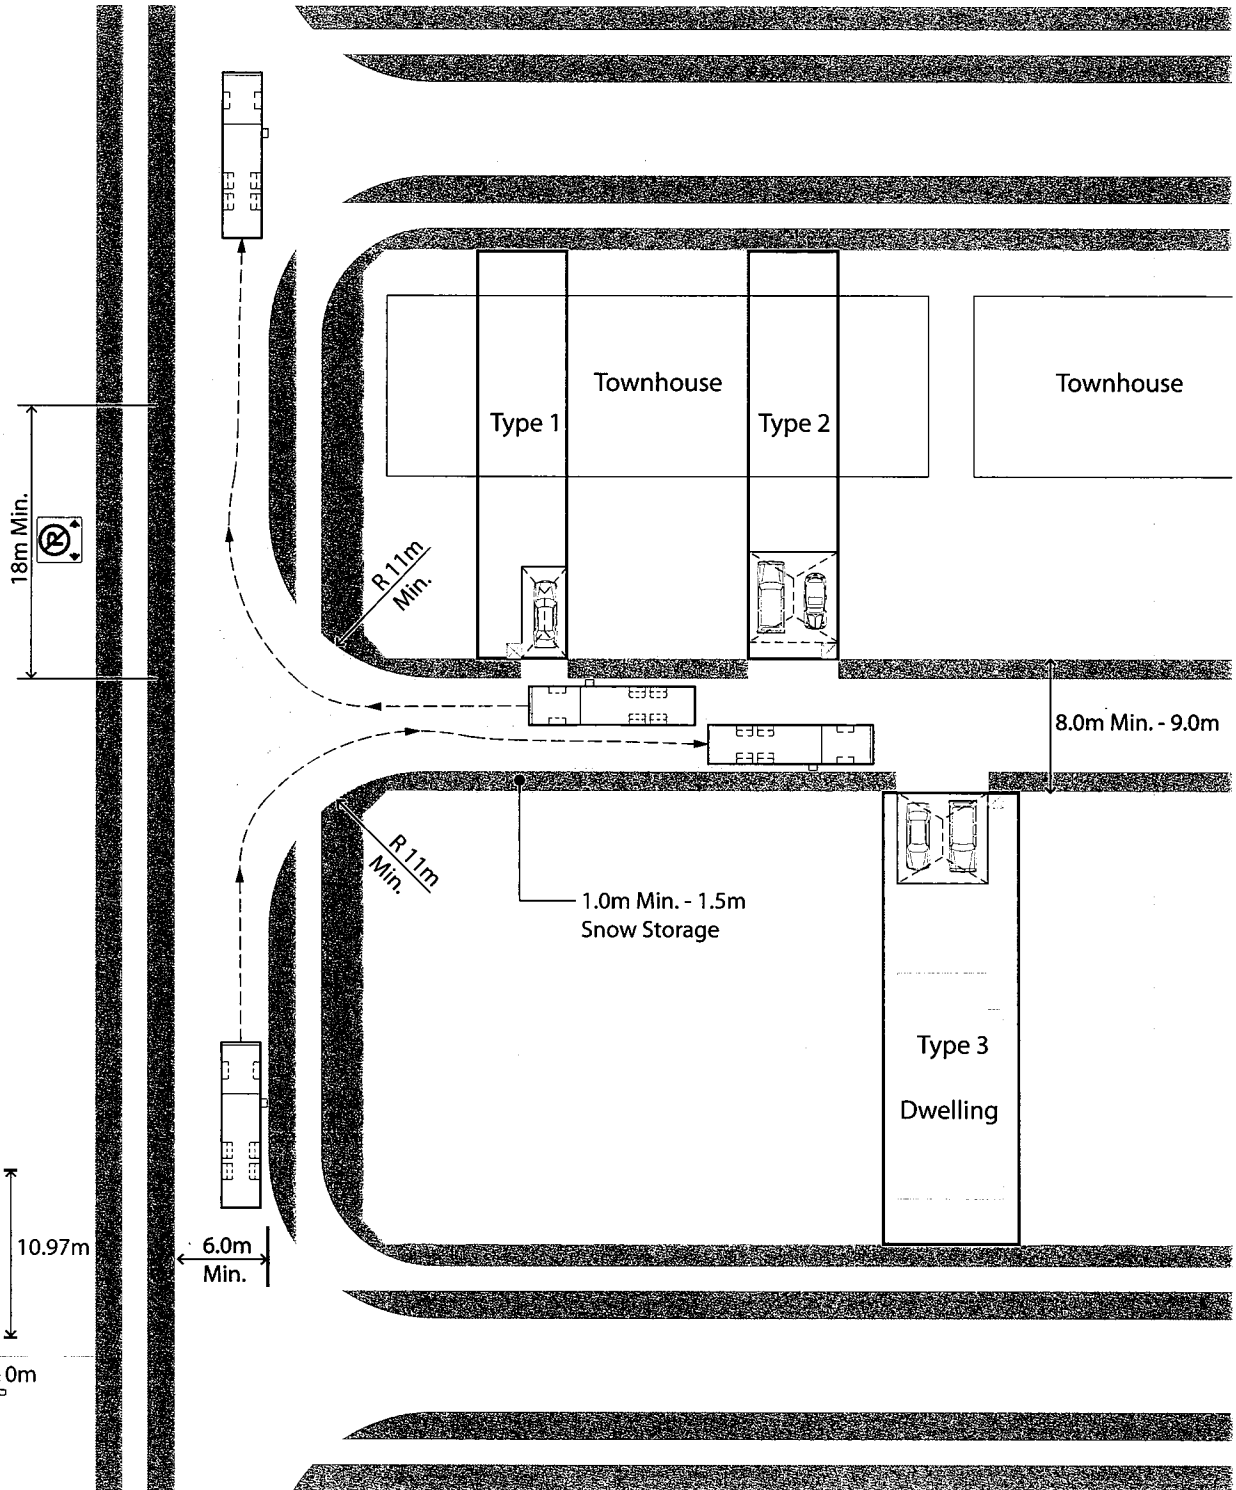 Townhouse
Townhouse
Type 1
Type 2
18m Min.
R
R 11m
Min.
8.0m Min. - 9.0m
R 11m
Min.
1.0m Min. - 1.5m
Snow Storage
Type 3
Dwelling
10.97m
6.0m
Min.
0m